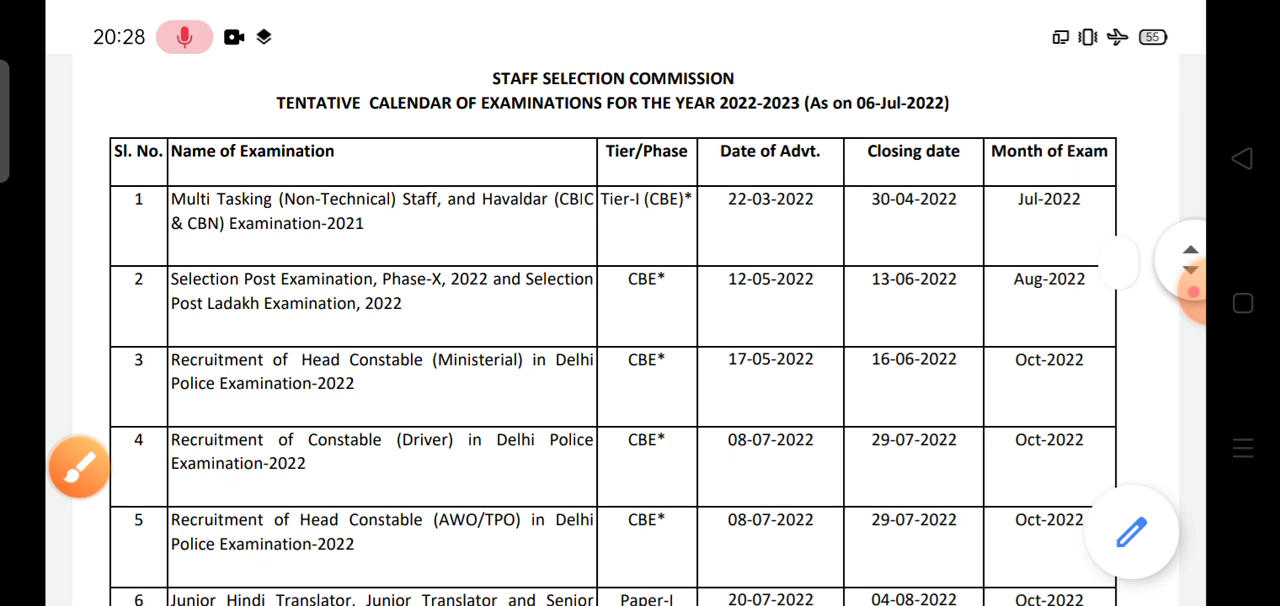 20:28
55
STAFF SELECTION COMMISSION
TENTATIVE CALENDAR OF EXAMINATIONS FOR THE YEAR 2022-2023 (As on 06-Jul-2022)
Sl. No. Name of Examination Tier/Phase Date of Advt. Closing date Month of Exam
1 Multi Tasking (Non-Technical) Staff, and Havaldar (CBIC Tier-I (CBE)* 22-03-2022 30-04-2022 Jul-2022
& CBN) Examination-2021
2 Selection Post Examination, Phase-X, 2022 and Selection CBE* 12-05-2022 13-06-2022 Aug-2022
Post Ladakh Examination, 2022
3 Recruitment of Head Constable (Ministerial) in Delhi CBE* 17-05-2022 16-06-2022 Oct-2022
Police Examination-2022
4 Recruitment of Constable (Driver) in Delhi Police CBE* 08-07-2022 29-07-2022 Oct-2022
Examination-2022
5 Recruitment of Head Constable (AWO/TPO) in Delhi CBE* 08-07-2022 29-07-2022 Oct-2022
Police Examination-2022
6 Junior Hindi Translator, Junior Translator and Senior Paper-I 20-07-2022 04-08-2022 Oct-2022